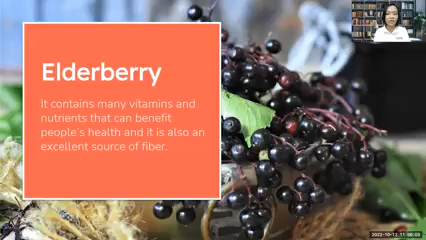 Elderberry
It contains many vitamins and
nutrients that can benefit
people's health and it is also an
excellent source of fiber.